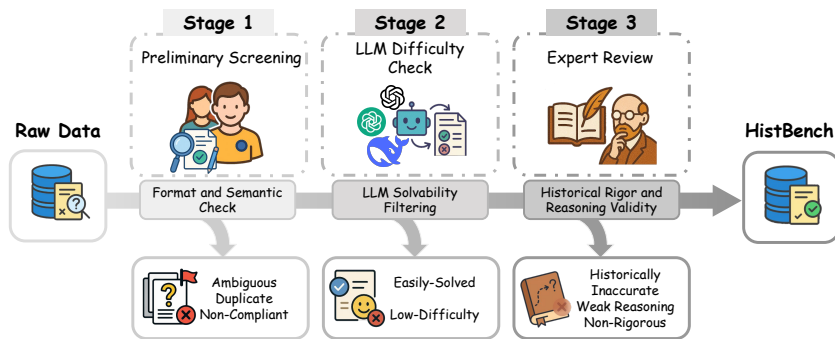 Stage 1
Stage 2
Stage 3
Preliminary Screening
LLM Difficulty
Check
Expert Review
Raw Data
HistBench
Format and Semantic
Check
LLM Solvability
Filtering
Historical Rigor and
Reasoning Validity
Ambiguous
Duplicate
Non-Compliant
Easily-Solved
Low-Difficulty
Historically
Inaccurate
Weak Reasoning
Non-Rigorous